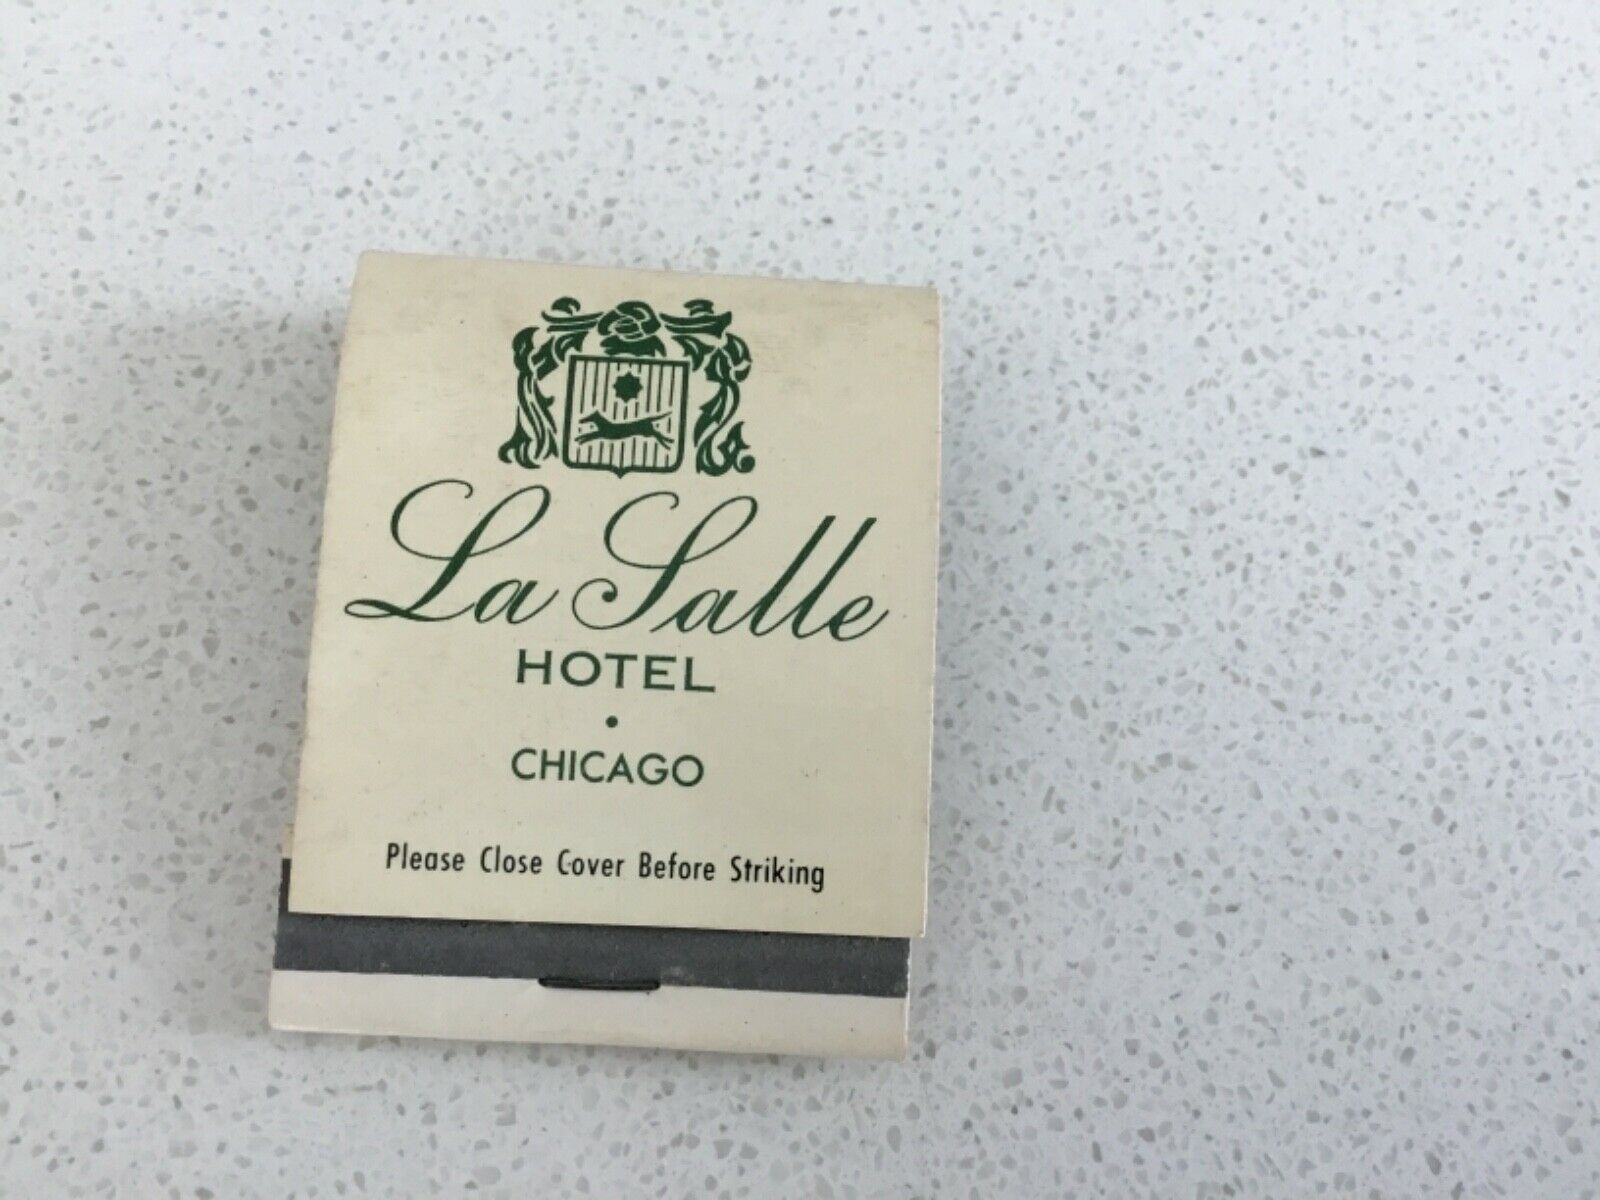 La Salle
HOTEL
•
CHICAGO
Please Close Cover Before Striking